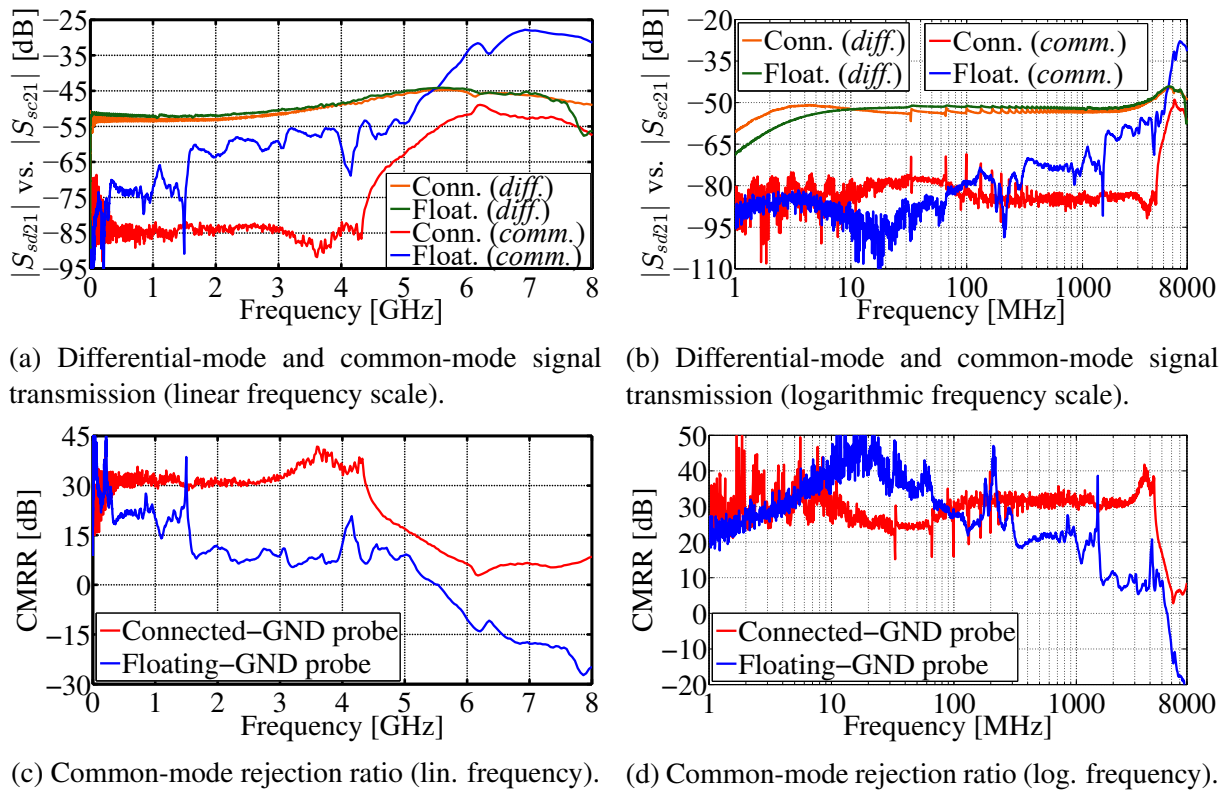 |S_sd21| vs. |S_sc21| [dB]
−25
−35
−45
−55
−65
−75
−85
−95
Conn. (diff.)
Float. (diff.)
Conn. (comm.)
Float. (comm.)
0 1 2 3 4 5 6 7 8
Frequency [GHz]
(a) Differential-mode and common-mode signal
transmission (linear frequency scale).
|S_sd21| vs. |S_sc21| [dB]
−20
−35
−50
−65
−80
−95
−110
Conn. (diff.)
Float. (diff.)
Conn. (comm.)
Float. (comm.)
1 10 100 1000 8000
Frequency [MHz]
(b) Differential-mode and common-mode signal
transmission (logarithmic frequency scale).
CMRR [dB]
45
30
15
0
−15
−30
Connected−GND probe
Floating−GND probe
0 1 2 3 4 5 6 7 8
Frequency [GHz]
(c) Common-mode rejection ratio (lin. frequency).
CMRR [dB]
50
40
30
20
10
0
−10
−20
Connected−GND probe
Floating−GND probe
1 10 100 1000 8000
Frequency [MHz]
(d) Common-mode rejection ratio (log. frequency).